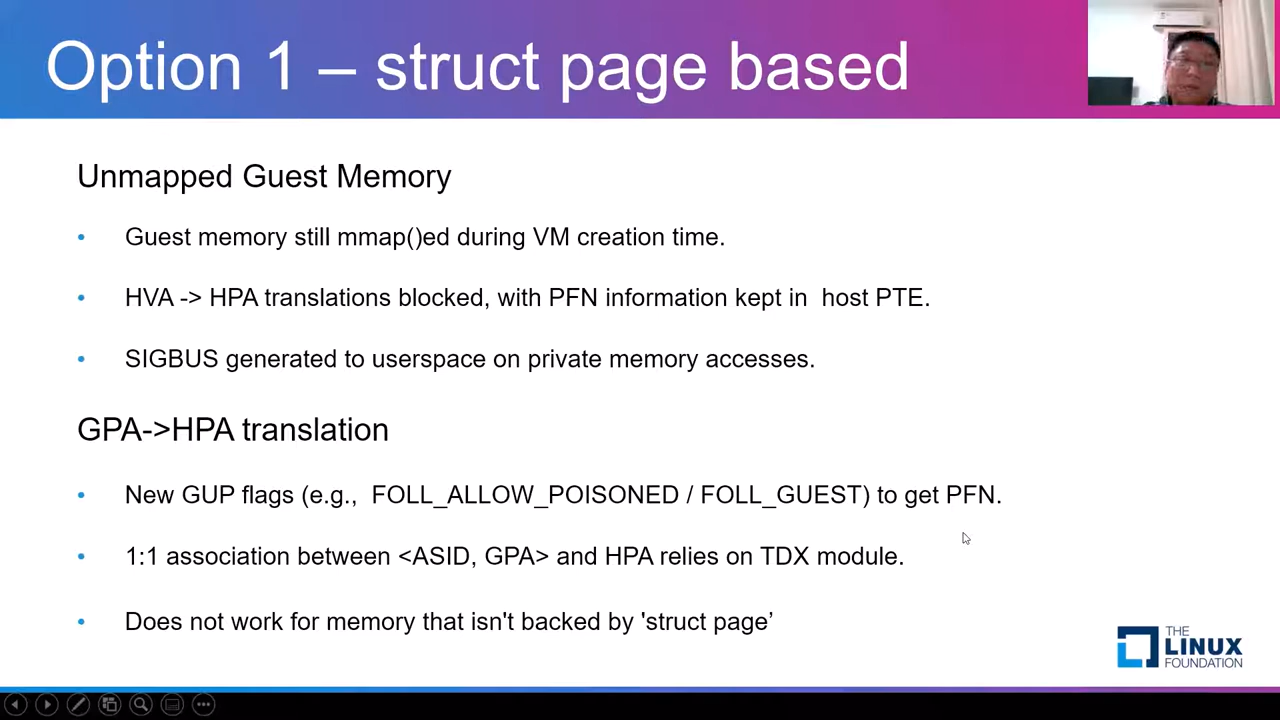 Option 1 – struct page based
Unmapped Guest Memory
• Guest memory still mmap()ed during VM creation time.
• HVA -> HPA translations blocked, with PFN information kept in  host PTE.
• SIGBUS generated to userspace on private memory accesses.
GPA->HPA translation
• New GUP flags (e.g.,  FOLL_ALLOW_POISONED / FOLL_GUEST) to get PFN.
• 1:1 association between <ASID, GPA> and HPA relies on TDX module.
• Does not work for memory that isn't backed by 'struct page’
THE
LINUX
FOUNDATION